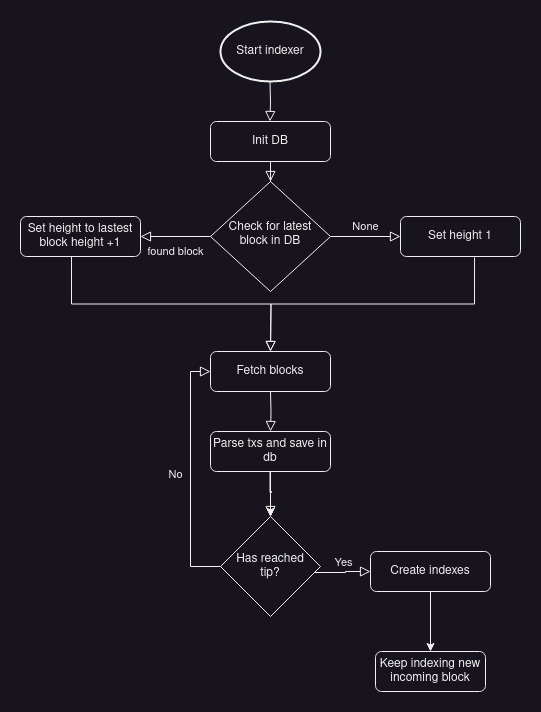 Start indexer
Init DB
Check for latest
block in DB
None
Set height 1
Set height to lastest
block height +1
found block
Fetch blocks
Parse txs and save in
db
No
Has reached
tip?
Yes
Create indexes
Keep indexing new
incoming block